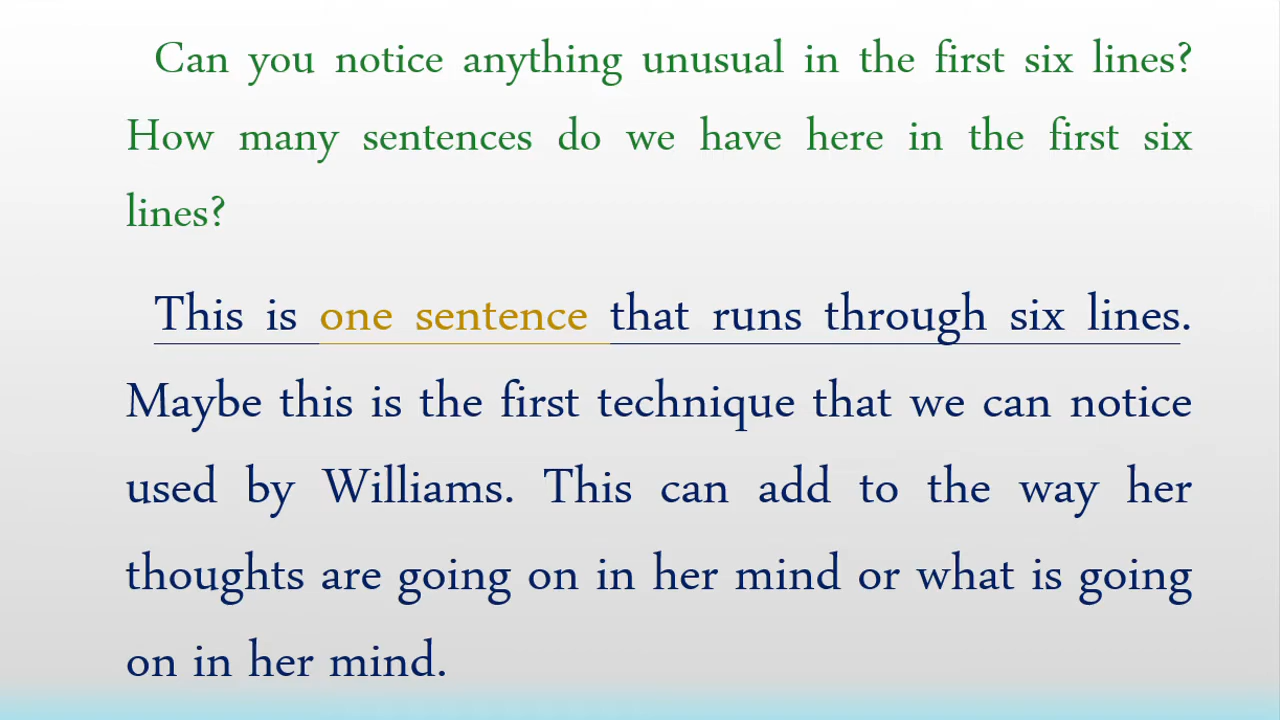 Can you notice anything unusual in the first six lines?
How many sentences do we have here in the first six
lines?
This is one sentence that runs through six lines.
Maybe this is the first technique that we can notice
used by Williams. This can add to the way her
thoughts are going on in her mind or what is going
on in her mind.